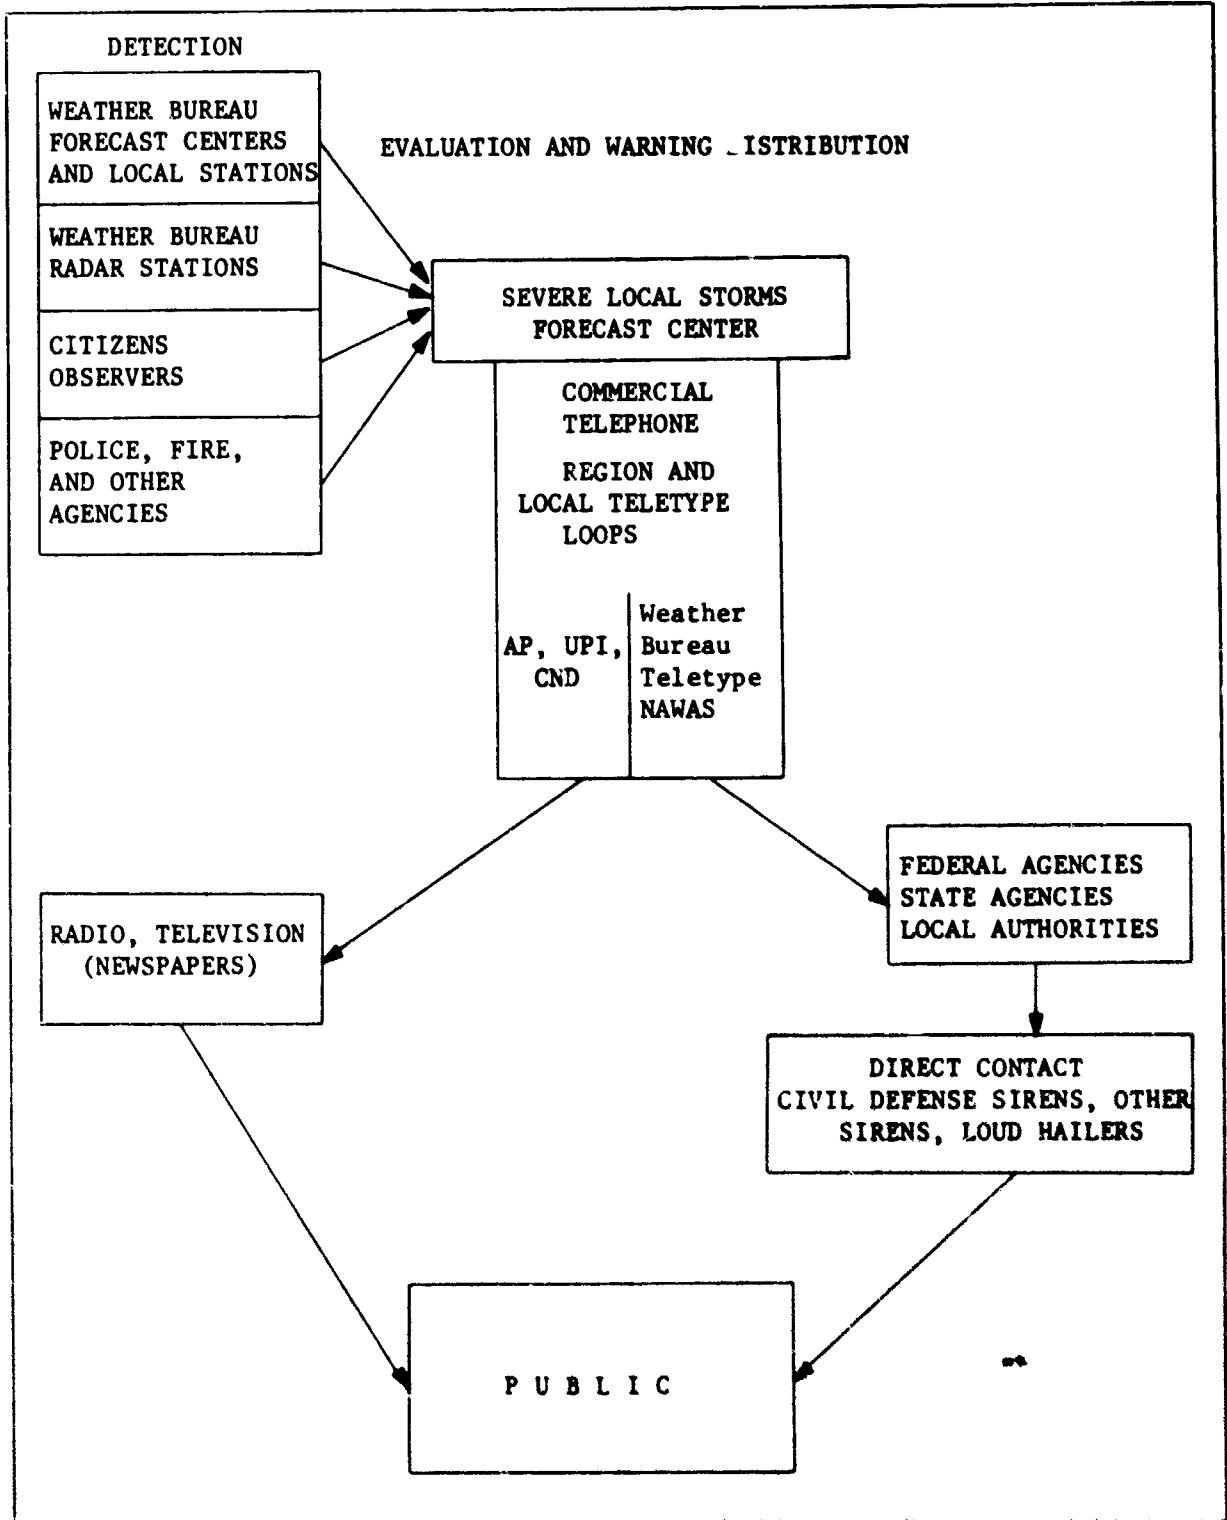 DETECTION
WEATHER BUREAU
FORECAST CENTERS
AND LOCAL STATIONS
WEATHER BUREAU
RADAR STATIONS
CITIZENS
OBSERVERS
POLICE, FIRE,
AND OTHER
AGENCIES
EVALUATION AND WARNING ISTRIBUTION
SEVERE LOCAL STORMS
FORECAST CENTER
COMMERCIAL
TELEPHONE
REGION AND
LOCAL TELETYPE
LOOPS
AP, UPI,
CND
Weather
Bureau
Teletype
NAWAS
RADIO, TELEVISION
(NEWSPAPERS)
FEDERAL AGENCIES
STATE AGENCIES
LOCAL AUTHORITIES
DIRECT CONTACT
CIVIL DEFENSE SIRENS, OTHER
SIRENS, LOUD HAILERS
P U B L I C